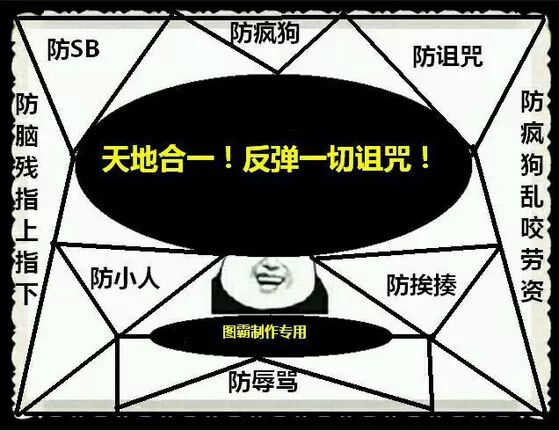 防疯狗
防SB
防诅咒
防脑残指上指下
天地合一！反弹一切诅咒！
防疯狗乱咬劳资
防小人
防挨揍
图霸制作专用
防辱骂